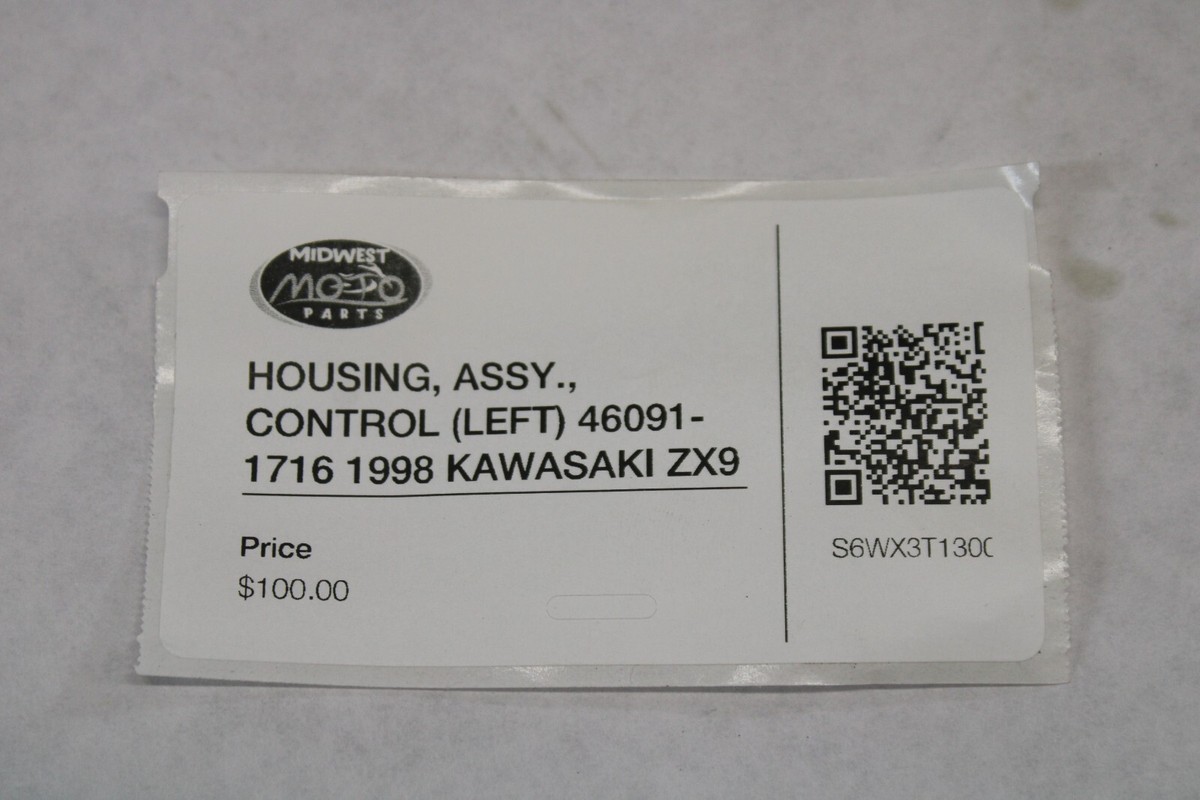 MIDWEST
MOTO
PARTS
HOUSING, ASSY.,
CONTROL (LEFT) 46091-
1716 1998 KAWASAKI ZX9
Price
$100.00
S6WX3T130